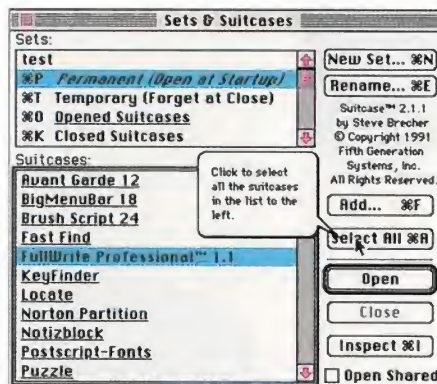 Sets & Suitcases
Sets:
test
⌘P Permanent (Open at Startup)
⌘T Temporary (Forget at Close)
⌘O Opened Suitcases
⌘K Closed Suitcases
Suitcases:
Avant Garde 12
BigMenuBar 18
Brush Script 24
Fast Find
FullWrite Professional™ 1.1
KeyFinder
Locate
Norton Partition
Notizblock
Postscript-Fonts
Puzzle
Click to select
all the suitcases
in the list to the
left.
New Set... ⌘N
Rename... ⌘E
Suitcase™ 2.1.1
by Steve Brecher
© Copyright 1991
Fifth Generation
Systems, Inc.
All Rights Reserved.
Add... ⌘F
Select All ⌘A
Open
Close
Inspect ⌘I
Open Shared